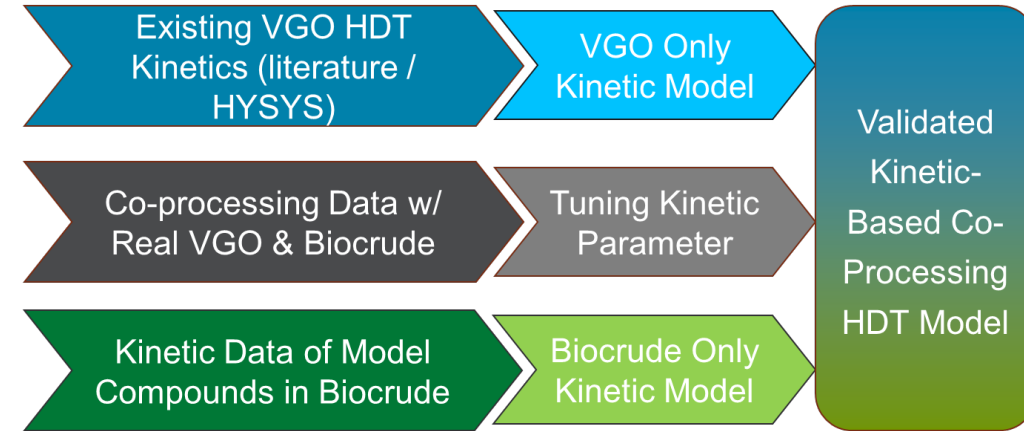 Existing VGO HDT
Kinetics (literature /
HYSYS)
VGO Only
Kinetic Model
Co-processing Data w/
Real VGO & Biocrude
Tuning Kinetic
Parameter
Kinetic Data of Model
Compounds in Biocrude
Biocrude Only
Kinetic Model
Validated
Kinetic-
Based Co-
Processing
HDT Model